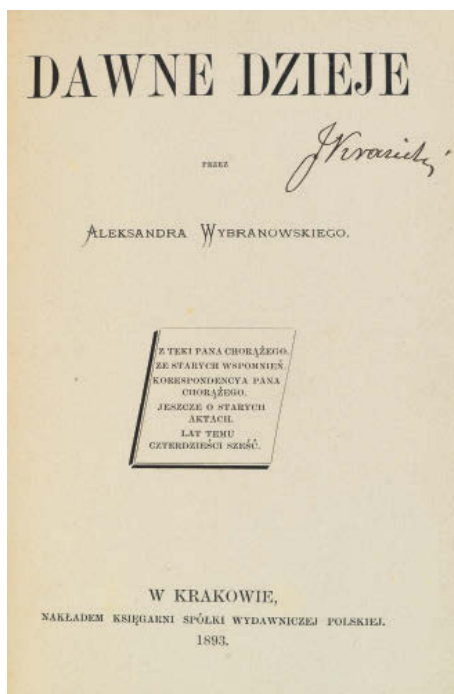 DAWNE DZIEJE
PRZEZ
ALEKSANDRA WYBRANOWSKIEGO.
Z TEKI PANA CHORĄŻEGO.
ZE STARYCH WSPOMNIEŃ.
KORESPONDENCYA PANA
CHORĄŻEGO.
JESZCZE O STARYCH
AKTACH.
LAT TEMU
CZTERDZIEŚCI SZEŚĆ.
W KRAKOWIE,
NAKŁADEM KSIĘGARNI SPÓŁKI WYDAWNICZEJ POLSKIEJ.
1893.